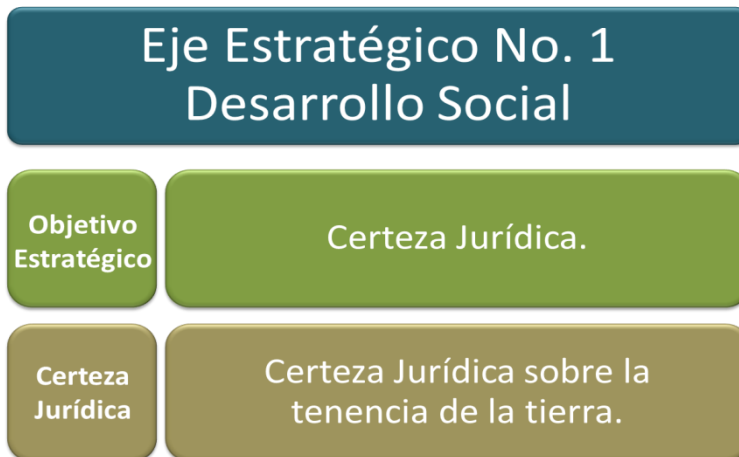 Eje Estratégico No. 1
Desarrollo Social
Objetivo
Estratégico
Certeza Jurídica.
Certeza
Jurídica
Certeza Jurídica sobre la
tenencia de la tierra.